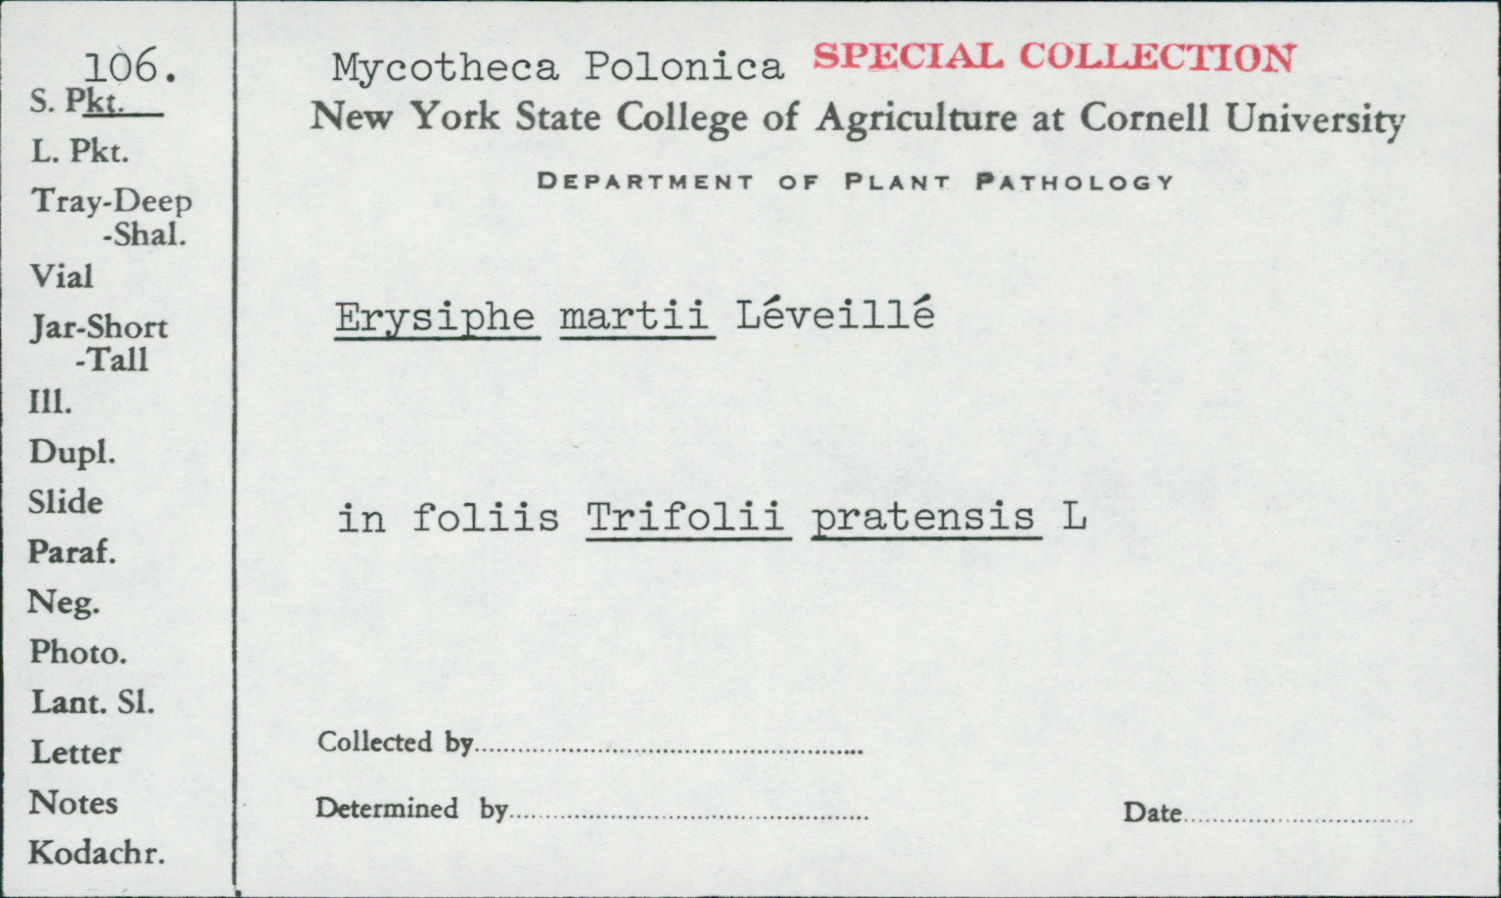 106.
S. Pkt.
L. Pkt.
Tray-Deep
-Shal.
Vial
Jar-Short
-Tall
Ill.
Dupl.
Slide
Paraf.
Neg.
Photo.
Lant. Sl.
Letter
Notes
Kodachr.
Mycotheca Polonica SPECIAL COLLECTION
New York State College of Agriculture at Cornell University
DEPARTMENT OF PLANT PATHOLOGY
Erysiphe martii Léveillé
in foliis Trifolii pratensis L
Collected by
Determined by
Date